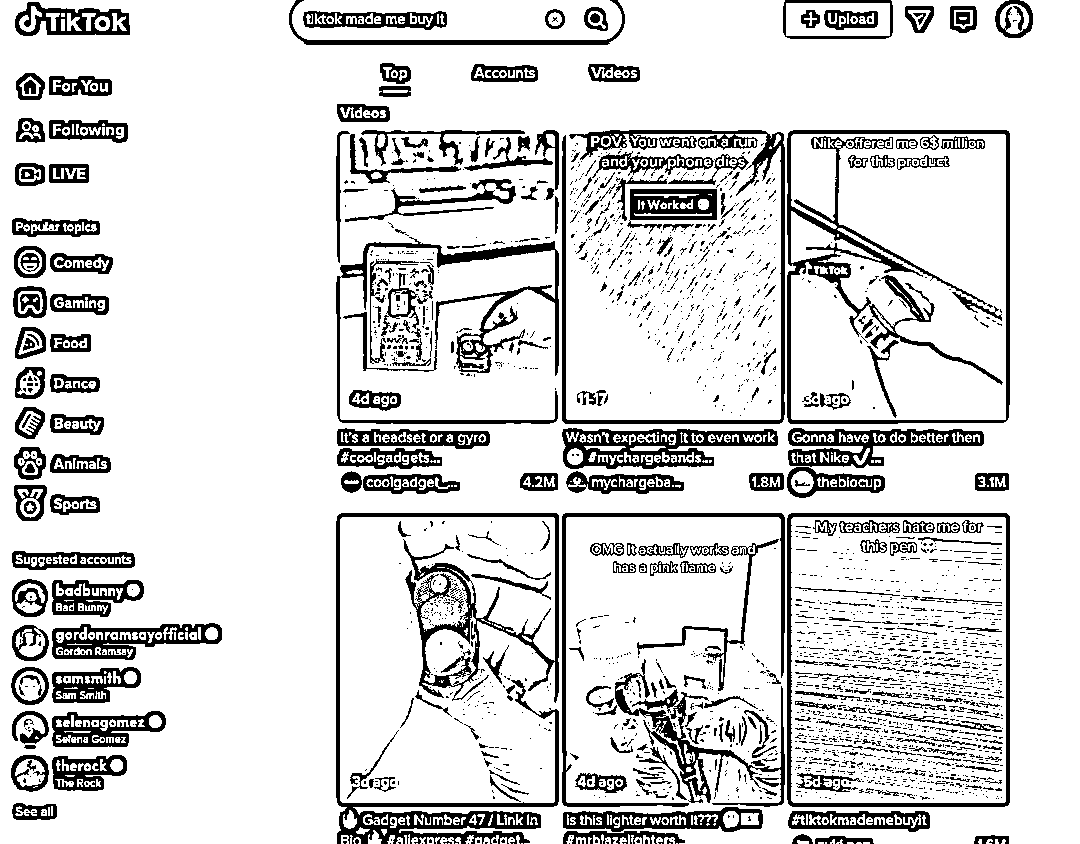 TikTok
tiktok made me buy it
Upload
For You
Following
LIVE
Popular topics
Comedy
Gaming
Food
Dance
Beauty
Animals
Sports
Suggested accounts
badbunny
Bad Bunny
gordonramsayofficial
Gordon Ramsay
samsmith
Sam Smith
selenagomez
Selena Gomez
therock
The Rock
See all
Top Accounts Videos
Videos
4d ago
It's a headset or a gyro
#coolgadgets...
coolgadget_... 4.2M
POV: You went on a run
and your phone dies
It Worked
11-17
Wasn't expecting it to even work
#mychargebands...
mychargeba... 1.8M
Nike offered me 6$ million
for this product
TikTok
3d ago
Gonna have to do better then
that Nike ✓...
thebiocup 3.1M
3d ago
Gadget Number 47 / Link In
Bio #aliexpress #gadget...
OMG it actually works and
has a pink flame
4d ago
Is this lighter worth it???
#mrblazelighters...
My teachers hate me for
this pen
d ago
#tiktokmademebuyit
1.6M